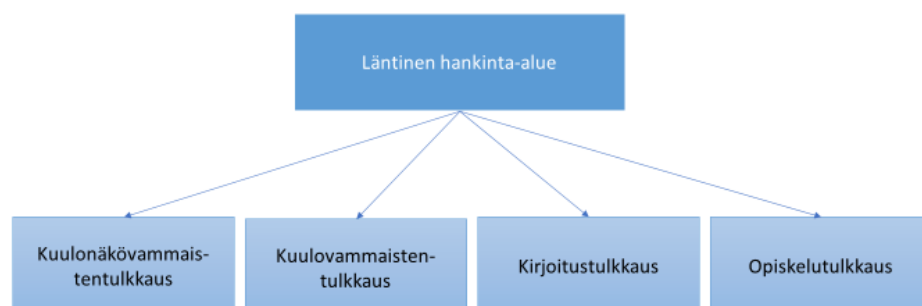 Läntinen hankinta-alue
Kuulonäkövammais-
tentulkkaus
Kuulovammaisten-
tulkkaus
Kirjoitustulkkaus
Opiskelutulkkaus